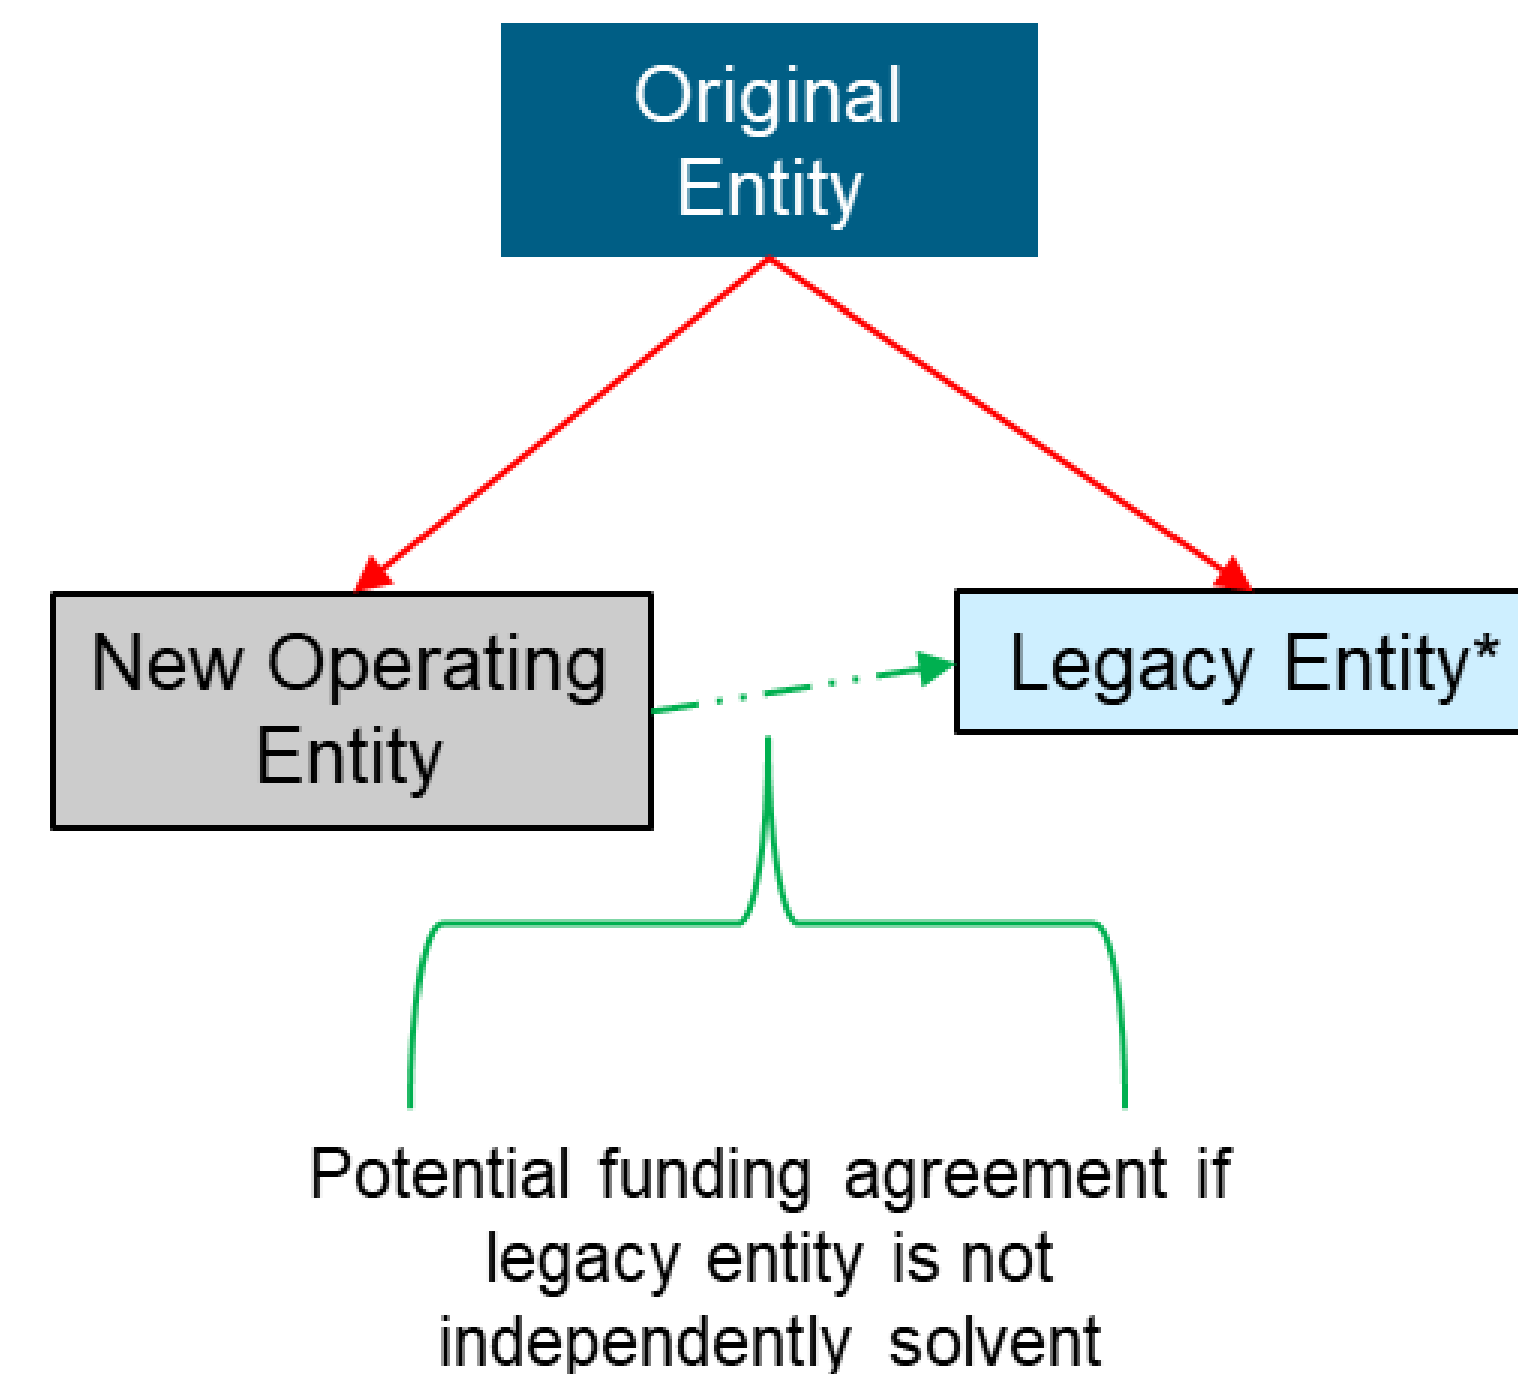 Original
Entity
New Operating
Entity
Legacy Entity*
Potential funding agreement if
legacy entity is not
independently solvent